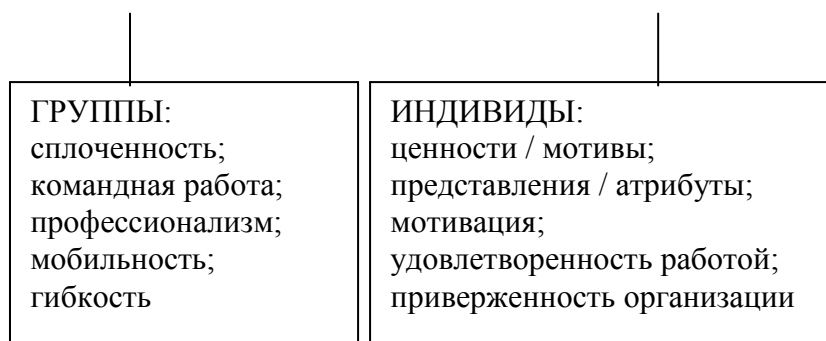 ГРУППЫ:
сплоченность;
командная работа;
профессионализм;
мобильность;
гибкость
ИНДИВИДЫ:
ценности / мотивы;
представления / атрибуты;
мотивация;
удовлетворенность работой;
приверженность организации